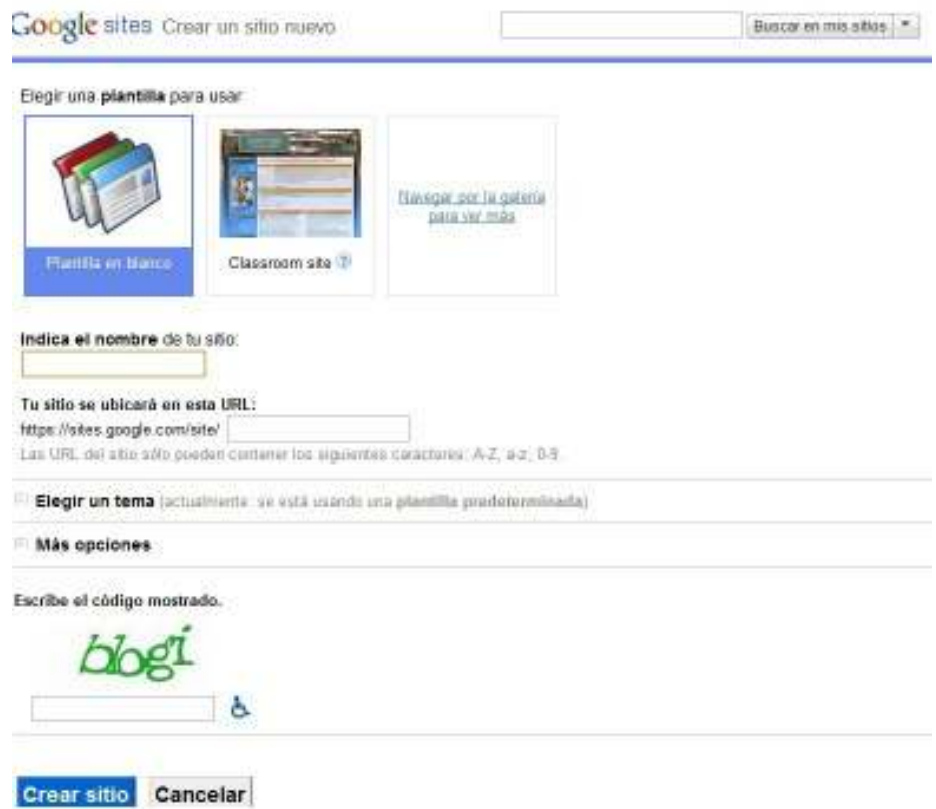 Google sites Crear un sitio nuevo
Buscar en mis sitios
Elegir una plantilla para usar
Plantilla en blanco
Classroom site ?
Navegar por la galería
para ver más
Indica el nombre de tu sitio:
Tu sitio se ubicará en esta URL:
https://sites.google.com/site/
Las URL del sitio sólo pueden contener los siguientes caracteres: A-Z, a-z, 0-9.
Elegir un tema (actualmente: se está usando una plantilla predeterminada)
Más opciones
Escribe el código mostrado.
blogi
Crear sitio Cancelar